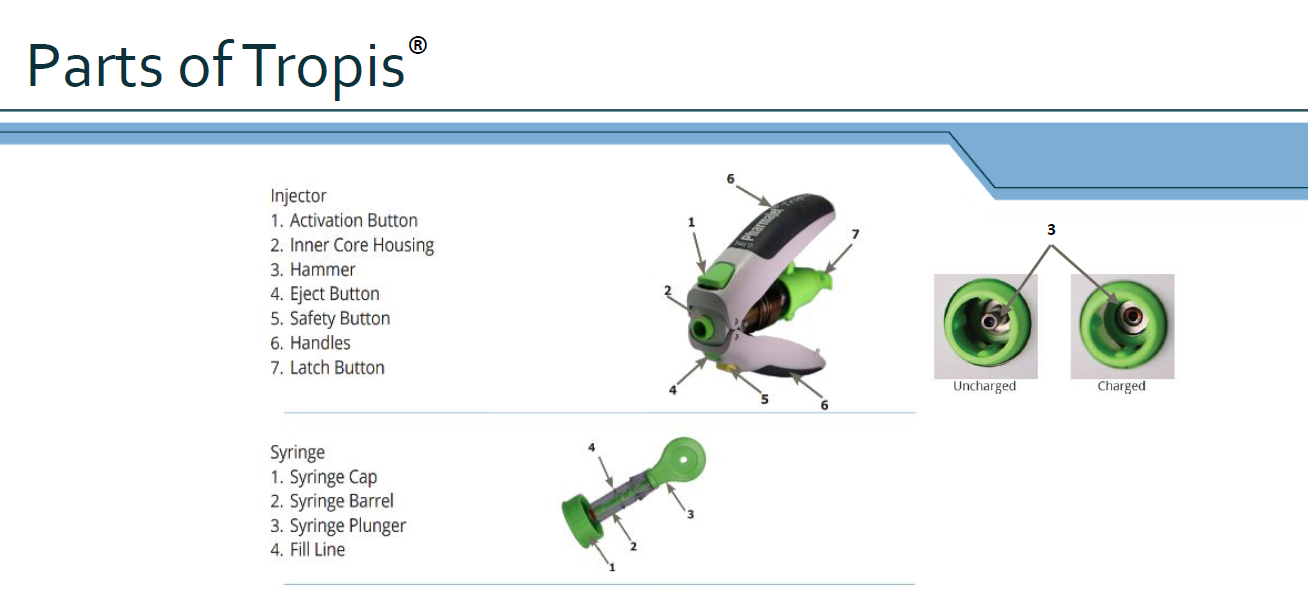 Parts of Tropis®
Injector
1. Activation Button
2. Inner Core Housing
3. Hammer
4. Eject Button
5. Safety Button
6. Handles
7. Latch Button
6
1
7
2
PharmaJet Tropis
4
5
6
3
Uncharged
Charged
Syringe
1. Syringe Cap
2. Syringe Barrel
3. Syringe Plunger
4. Fill Line
4
3
2
1